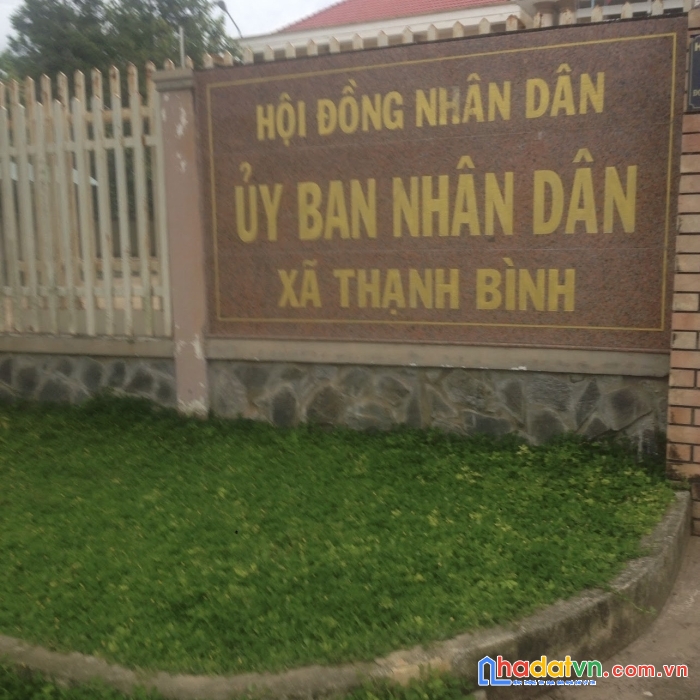 HỘI ĐỒNG NHÂN DÂN
ỦY BAN NHÂN DÂN
XÃ THẠNH BÌNH
nhadatvn.com.vn